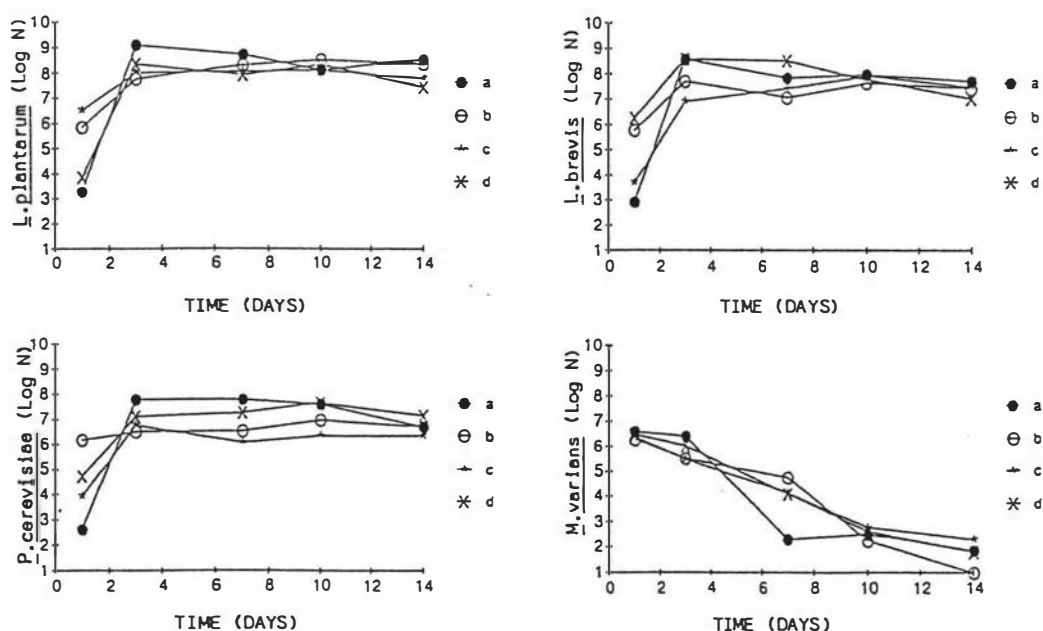 L.plantarum (Log N)
10
9
8
7
6
5
4
3
2
1
0 2 4 6 8 10 12 14
TIME (DAYS)
a
b
c
d
L.brevis (Log N)
10
9
8
7
6
5
4
3
2
1
0 2 4 6 8 10 12 14
TIME (DAYS)
a
b
c
d
P.cerevisiae (Log N)
10
9
8
7
6
5
4
3
2
1
0 2 4 6 8 10 12 14
TIME (DAYS)
a
b
c
d
M.varians (Log N)
10
9
8
7
6
5
4
3
2
1
0 2 4 6 8 10 12 14
TIME (DAYS)
a
b
c
d